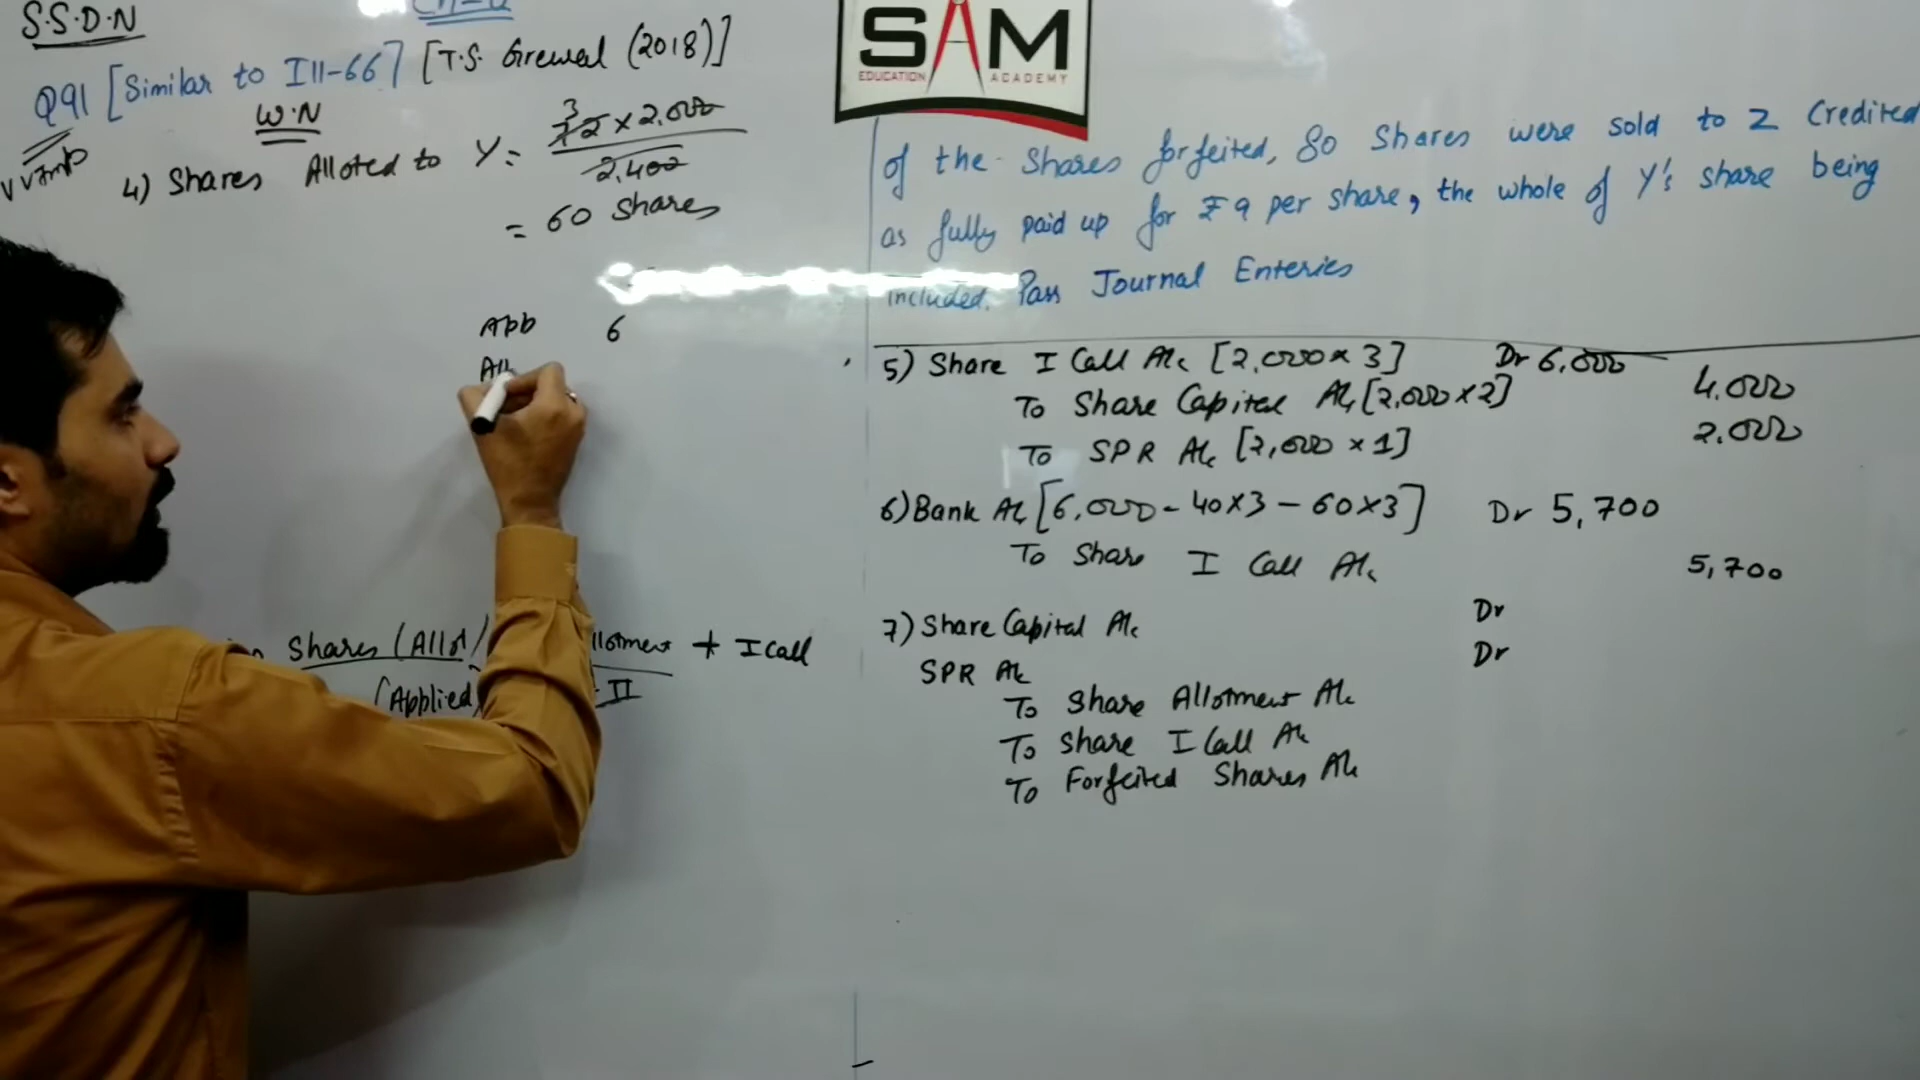 S.S.D.N
Q91 [Similar to Ill-66] [T.S. Grewal (2018)]
VVImp
W.N
4) Shares Alloted to Y = 72 × 2,000
3
2,400
= 60 Shares
App 6
All
Shares (Allot/ llotment + I Call
(Applied) - II
SAM
EDUCATION ACADEMY
of the Shares forfeited, 80 Shares were sold to Z Credited
as fully paid up for ₹ 9 per share, the whole of Y's share being
included. Pass Journal Enteries
5) Share I Call A/c [2,000 × 3] Dr 6,000
To Share Capital A/c [2,000 × 2] 4,000
To SPR A/c [2,000 × 1] 2,000
6) Bank A/c [6,000 - 40×3 - 60×3] Dr 5,700
To Share I Call A/c 5,700
7) Share Capital A/c Dr
SPR A/c Dr
To Share Allotment A/c
To Share I Call A/c
To Forfeited Shares A/c